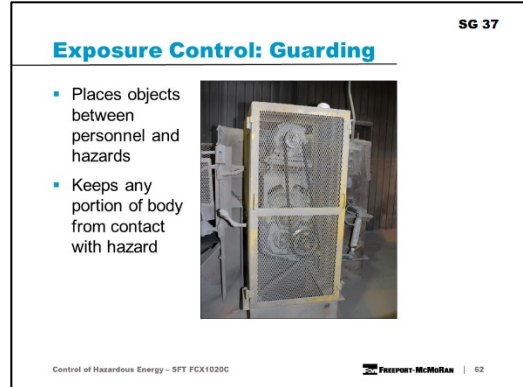 SG 37
Exposure Control: Guarding
▪ Places objects
between
personnel and
hazards
▪ Keeps any
portion of body
from contact
with hazard
Control of Hazardous Energy – SFT FCX1020C
FCX FREEPORT-McMoRAN | 62